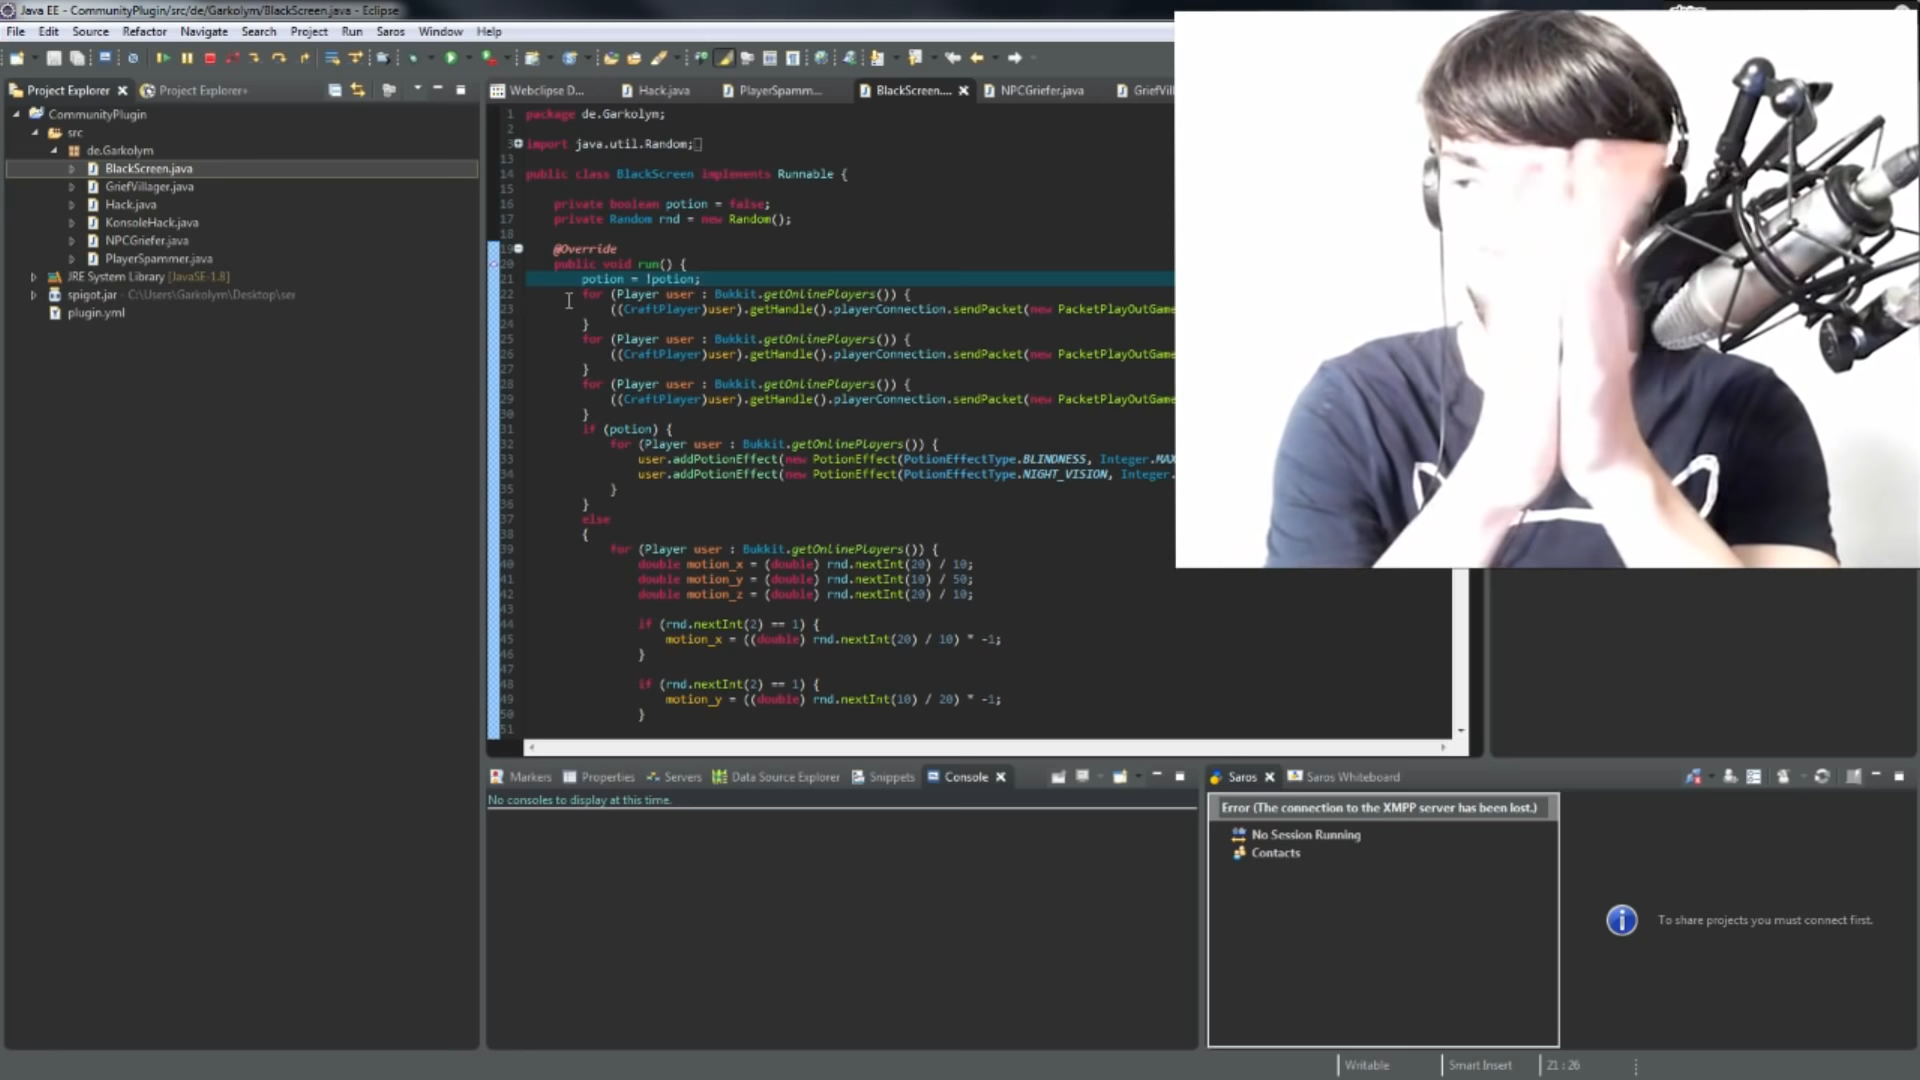 Java EE - CommunityPlugin/src/de/Garkolym/BlackScreen.java - Eclipse
File Edit Source Refactor Navigate Search Project Run Saros Window Help
Project Explorer
Project Explorer+
CommunityPlugin
src
de.Garkolym
BlackScreen.java
GriefVillager.java
Hack.java
KonsoleHack.java
NPCGriefer.java
PlayerSpammer.java
JRE System Library [JavaSE-1.8]
spigot.jar - C:\Users\Garkolym\Desktop\ser
plugin.yml
Webclipse D... Hack.java PlayerSpamm... BlackScreen.... NPCGriefer.java GriefVill
1 package de.Garkolym;
2
3 import java.util.Random;
13
14 public class BlackScreen implements Runnable {
15
16 private boolean potion = false;
17 private Random rnd = new Random();
18
19 @Override
20 public void run() {
21 potion = !potion;
22 for (Player user : Bukkit.getOnlinePlayers()) {
23 ((CraftPlayer)user).getHandle().playerConnection.sendPacket(new PacketPlayOutGame
24 }
25 for (Player user : Bukkit.getOnlinePlayers()) {
26 ((CraftPlayer)user).getHandle().playerConnection.sendPacket(new PacketPlayOutGame
27 }
28 for (Player user : Bukkit.getOnlinePlayers()) {
29 ((CraftPlayer)user).getHandle().playerConnection.sendPacket(new PacketPlayOutGame
30 }
31 if (potion) {
32 for (Player user : Bukkit.getOnlinePlayers()) {
33 user.addPotionEffect(new PotionEffect(PotionEffectType.BLINDNESS, Integer.MAX
34 user.addPotionEffect(new PotionEffect(PotionEffectType.NIGHT_VISION, Integer.
35 }
36 }
37 else
38 {
39 for (Player user : Bukkit.getOnlinePlayers()) {
40 double motion_x = (double) rnd.nextInt(20) / 10;
41 double motion_y = (double) rnd.nextInt(10) / 50;
42 double motion_z = (double) rnd.nextInt(20) / 10;
43
44 if (rnd.nextInt(2) == 1) {
45 motion_x = ((double) rnd.nextInt(20) / 10) * -1;
46 }
47
48 if (rnd.nextInt(2) == 1) {
49 motion_y = ((double) rnd.nextInt(10) / 20) * -1;
50 }
51
Markers Properties Servers Data Source Explorer Snippets Console
No consoles to display at this time.
Saros Saros Whiteboard
Error (The connection to the XMPP server has been lost.)
No Session Running
Contacts
To share projects you must connect first.
Writable Smart Insert 21 : 26